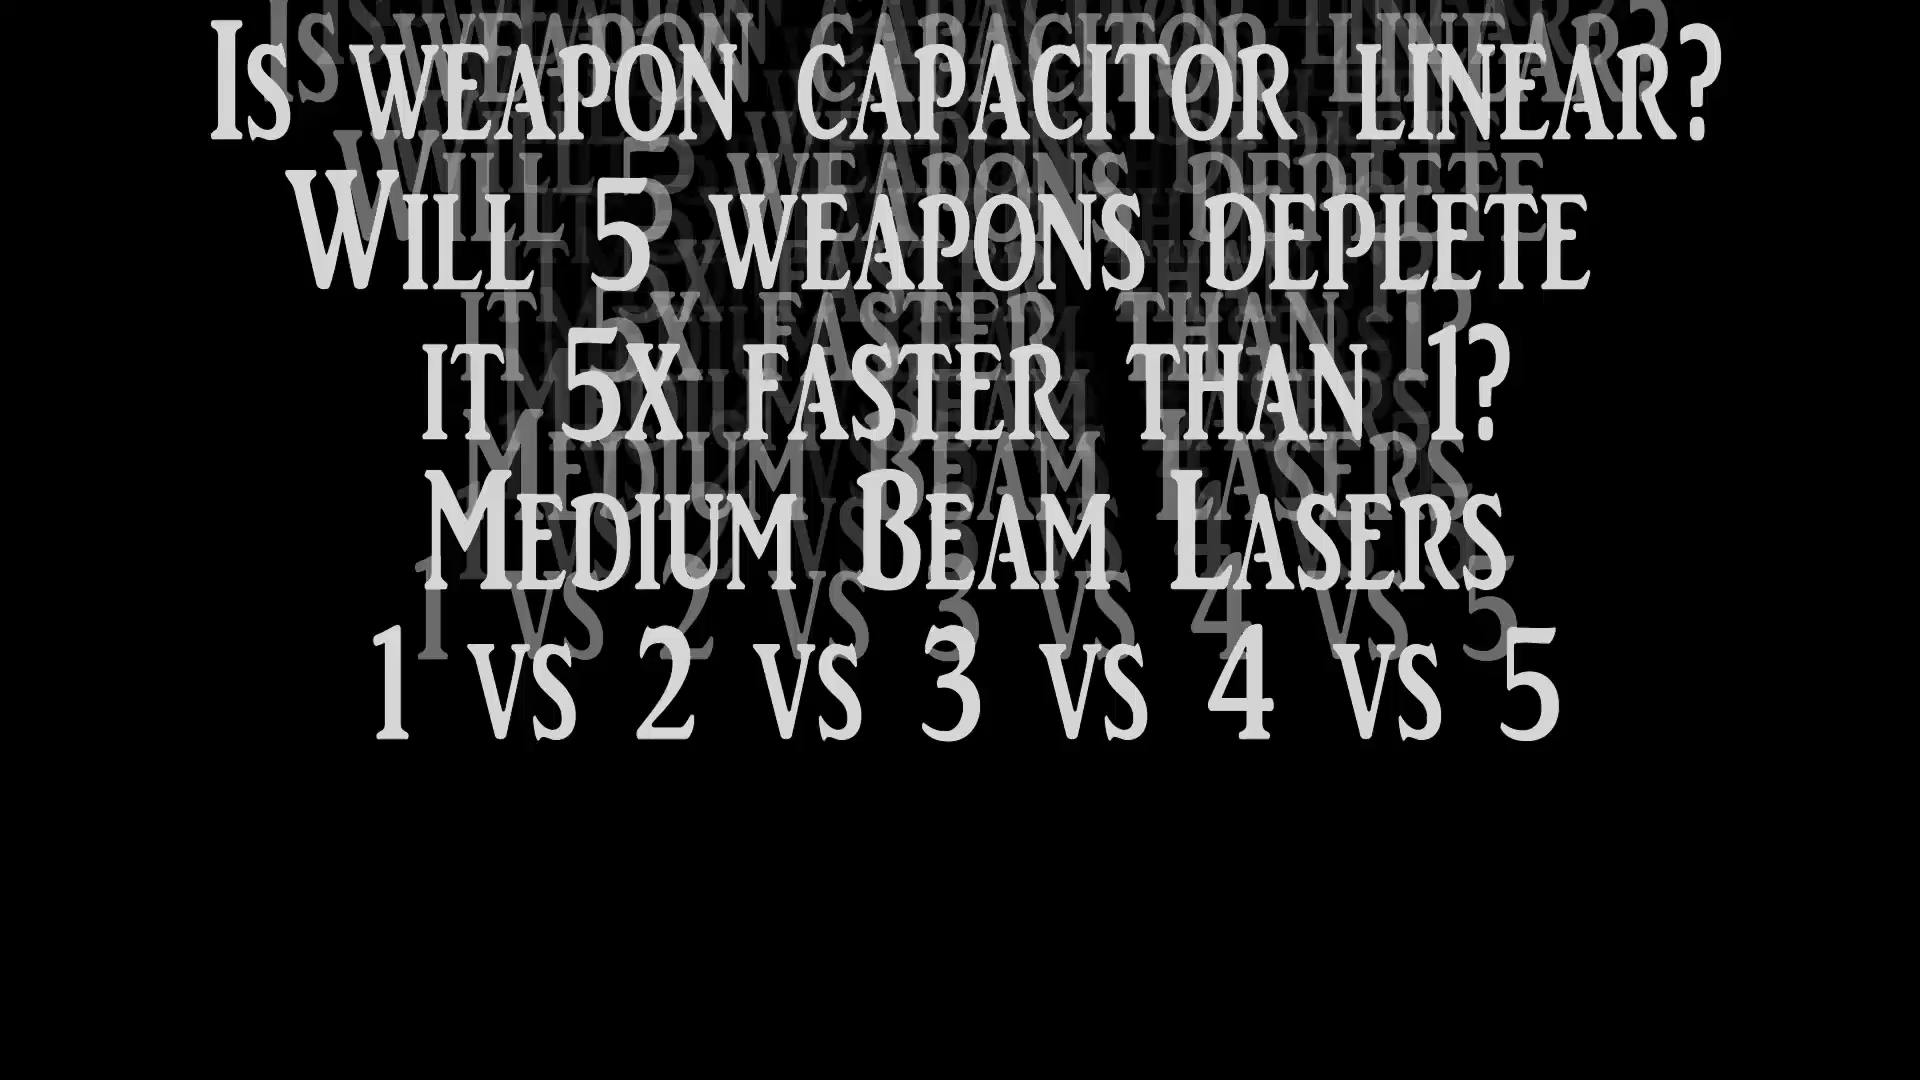 Is weapon capacitor linear?
Will 5 weapons deplete
it 5x faster than 1?
Medium Beam Lasers
1 vs 2 vs 3 vs 4 vs 5